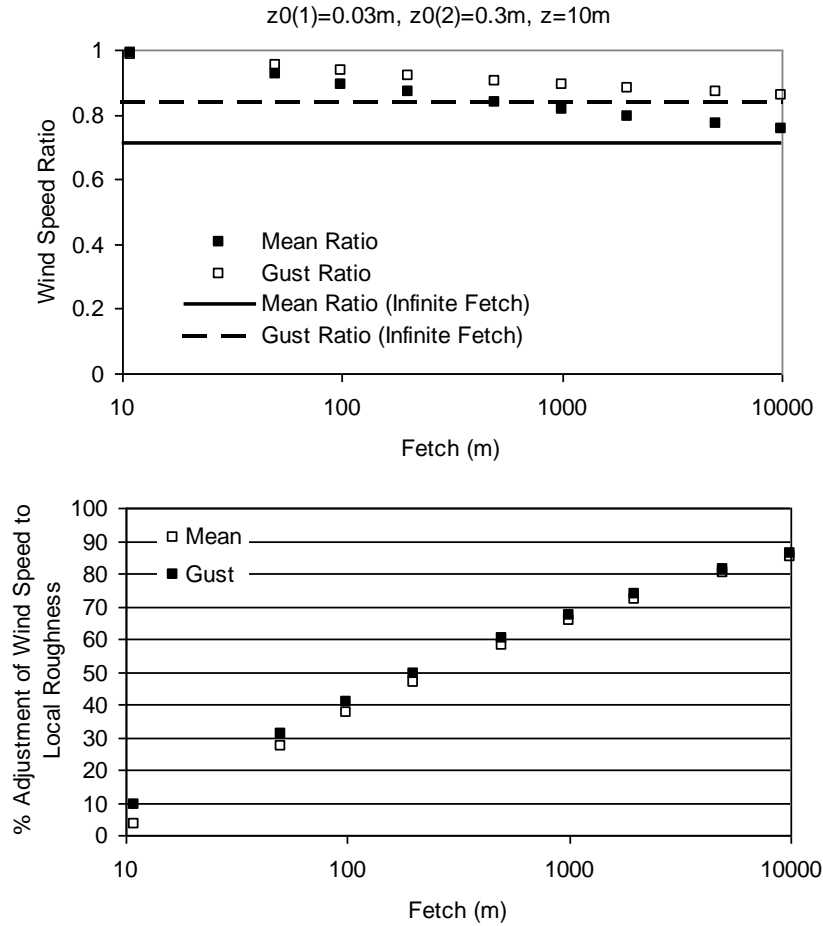 z0(1)=0.03m, z0(2)=0.3m, z=10m
1
0.8
0.6
0.4
0.2
0
Wind Speed Ratio
Mean Ratio
Gust Ratio
Mean Ratio (Infinite Fetch)
Gust Ratio (Infinite Fetch)
10 100 1000 10000
Fetch (m)
100
90
80
70
60
50
40
30
20
10
0
% Adjustment of Wind Speed to
Local Roughness
Mean
Gust
10 100 1000 10000
Fetch (m)